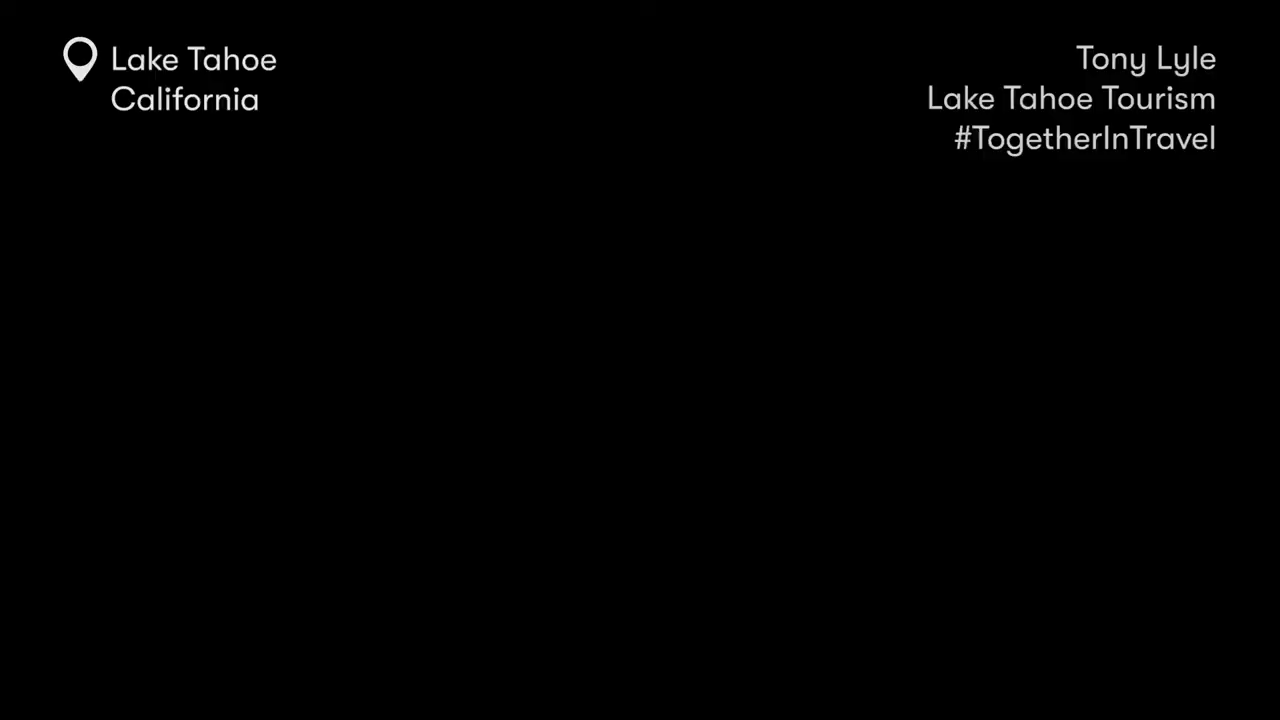 Lake Tahoe
California
Tony Lyle
Lake Tahoe Tourism
#TogetherInTravel